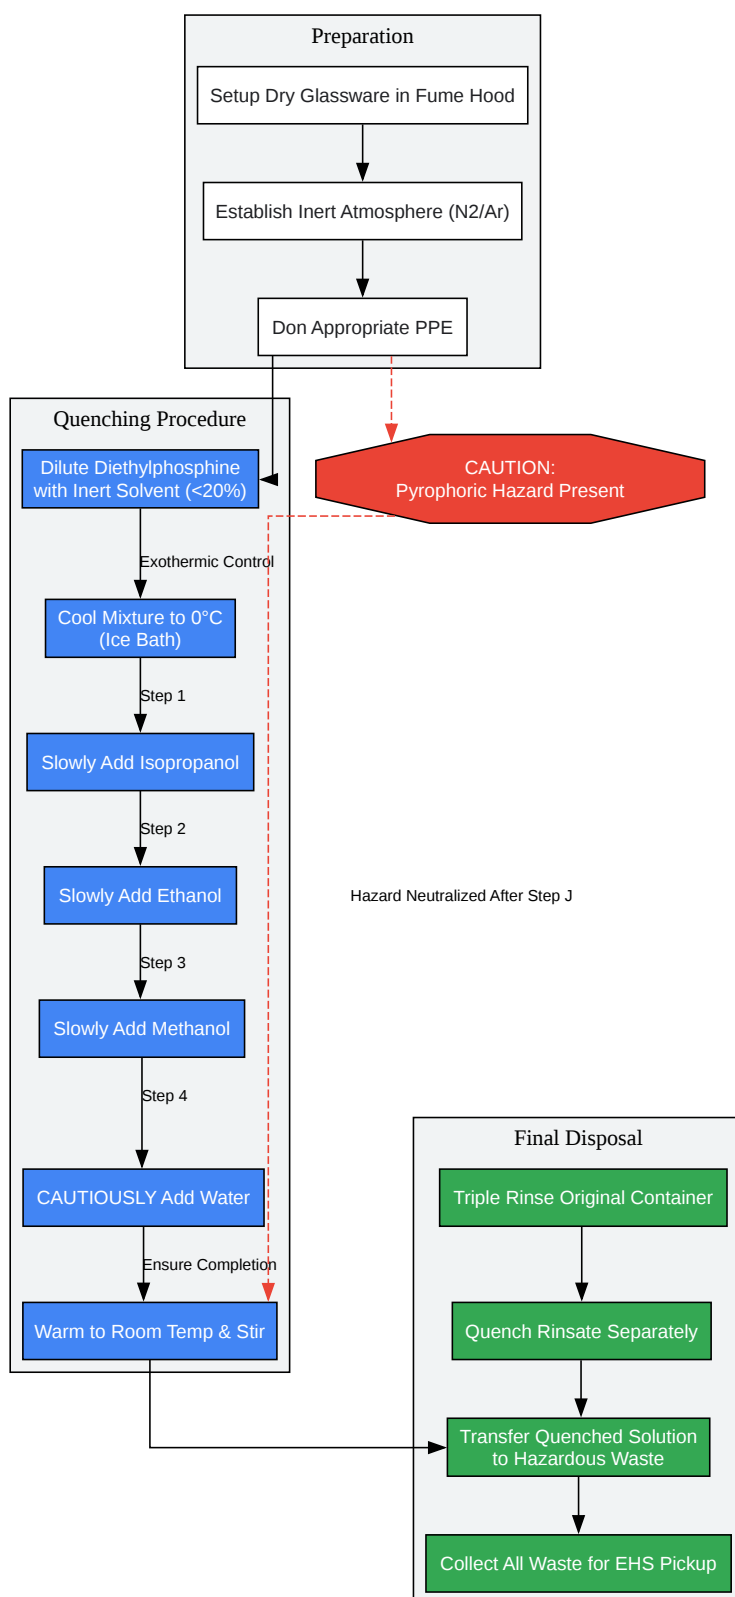 Preparation
Setup Dry Glassware in Fume Hood
Establish Inert Atmosphere (N2/Ar)
Don Appropriate PPE
Quenching Procedure
Dilute Diethylphosphine
with Inert Solvent (<20%)
CAUTION:
Pyrophoric Hazard Present
Exothermic Control
Cool Mixture to 0°C
(Ice Bath)
Step 1
Slowly Add Isopropanol
Step 2
Slowly Add Ethanol
Hazard Neutralized After Step J
Step 3
Slowly Add Methanol
Step 4
CAUTIOUSLY Add Water
Ensure Completion
Warm to Room Temp & Stir
Final Disposal
Triple Rinse Original Container
Quench Rinsate Separately
Transfer Quenched Solution
to Hazardous Waste
Collect All Waste for EHS Pickup